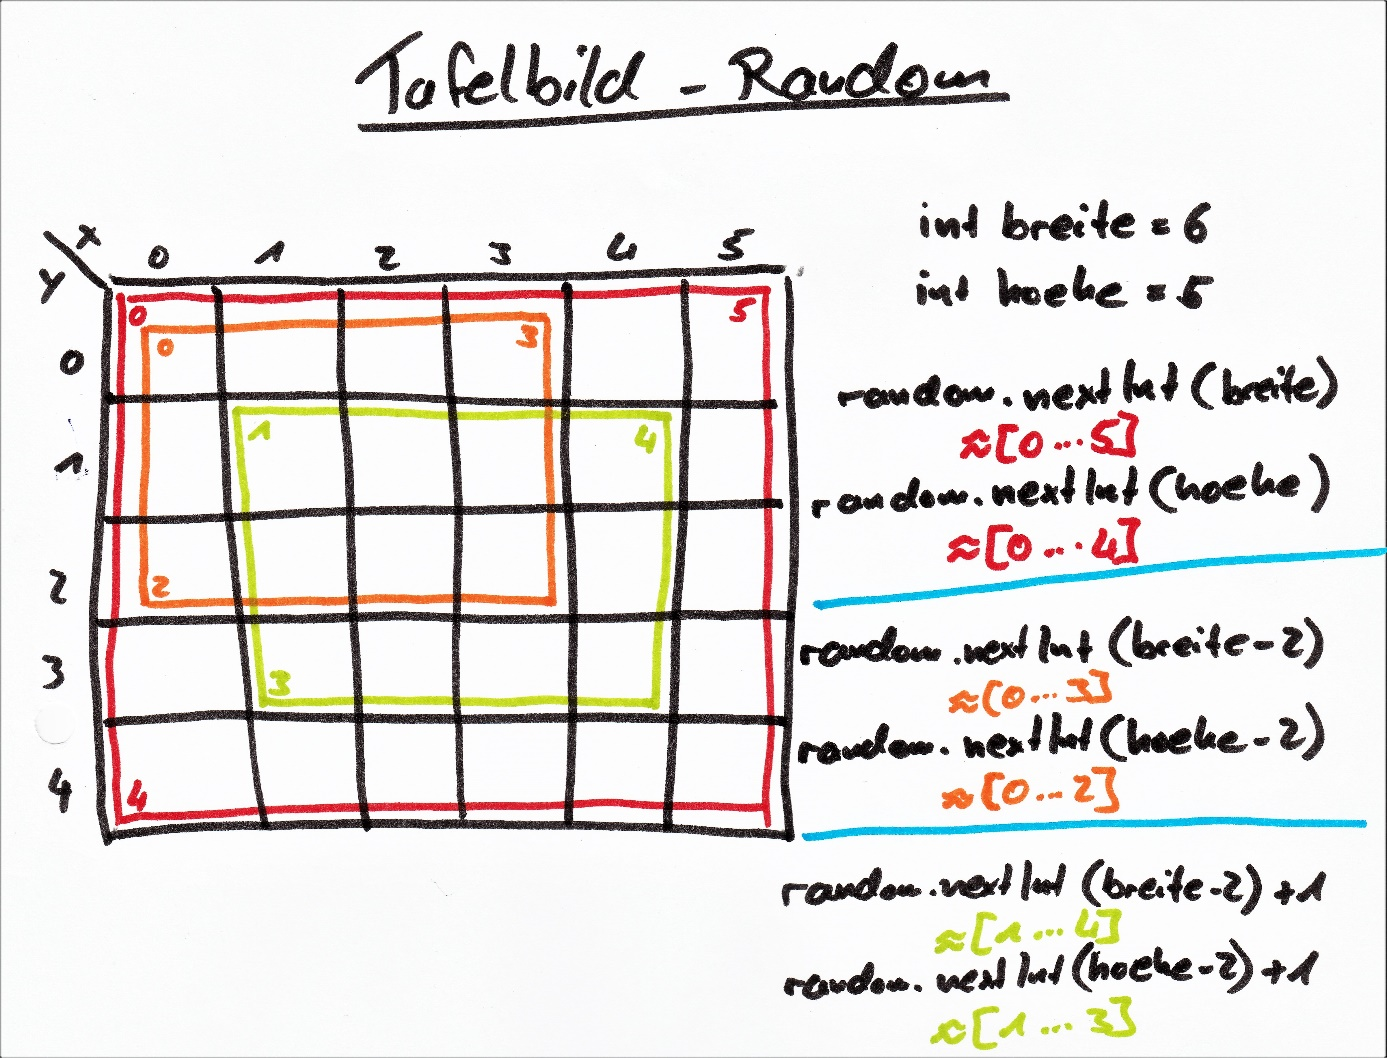 Tafelbild - Random
int breite = 6
int hoehe = 5
x 0 1 2 3 4 5
y
0 5
0 3
0
random.nextInt(breite)
1 4
≈[0...5]
1
random.nextInt(hoehe)
≈[0...4]
2
2
random.nextInt(breite-2)
3 3
≈[0...3]
random.nextInt(hoehe-2)
4 4
≈[0...2]
random.nextInt(breite-2)+1
≈[1...4]
random.nextInt(hoehe-2)+1
≈[1...3]